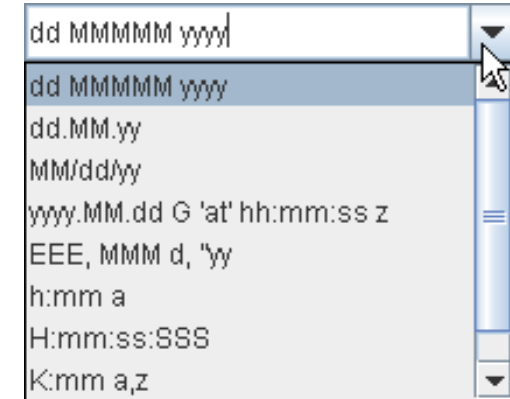 dd MMMMM yyyy
dd MMMMM yyyy
dd.MM.yy
MM/dd/yy
yyyy.MM.dd G 'at' hh:mm:ss z
EEE, MMM d, ''yy
h:mm a
H:mm:ss:SSS
K:mm a,z